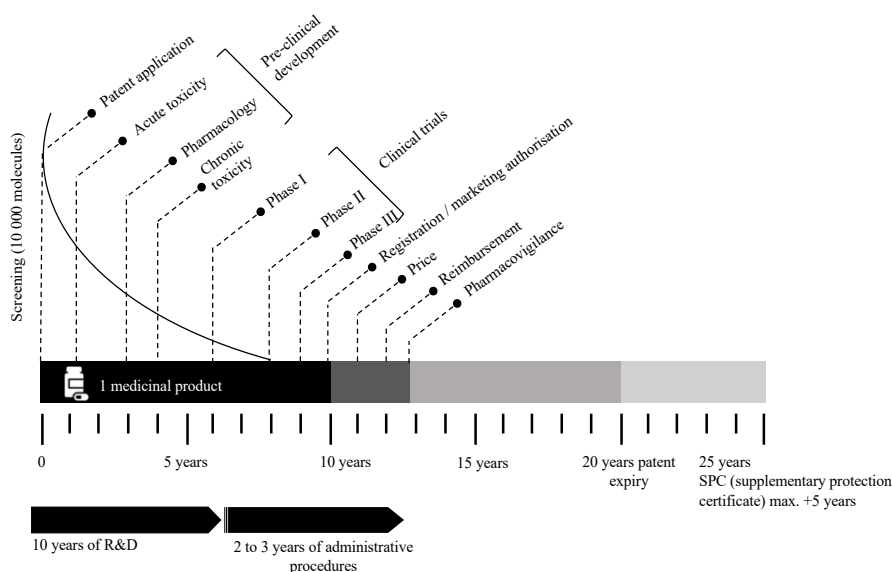 Screening (10 000 molecules)
Patent application
Acute toxicity
Pharmacology
Chronic
toxicity
Pre-clinical
development
Phase I
Phase II
Phase III
Clinical trials
Registration / marketing authorisation
Price
Reimbursement
Pharmacovigilance
1 medicinal product
0
5 years
10 years
15 years
20 years patent
expiry
25 years
SPC (supplementary protection
certificate) max. +5 years
10 years of R&D
2 to 3 years of administrative
procedures